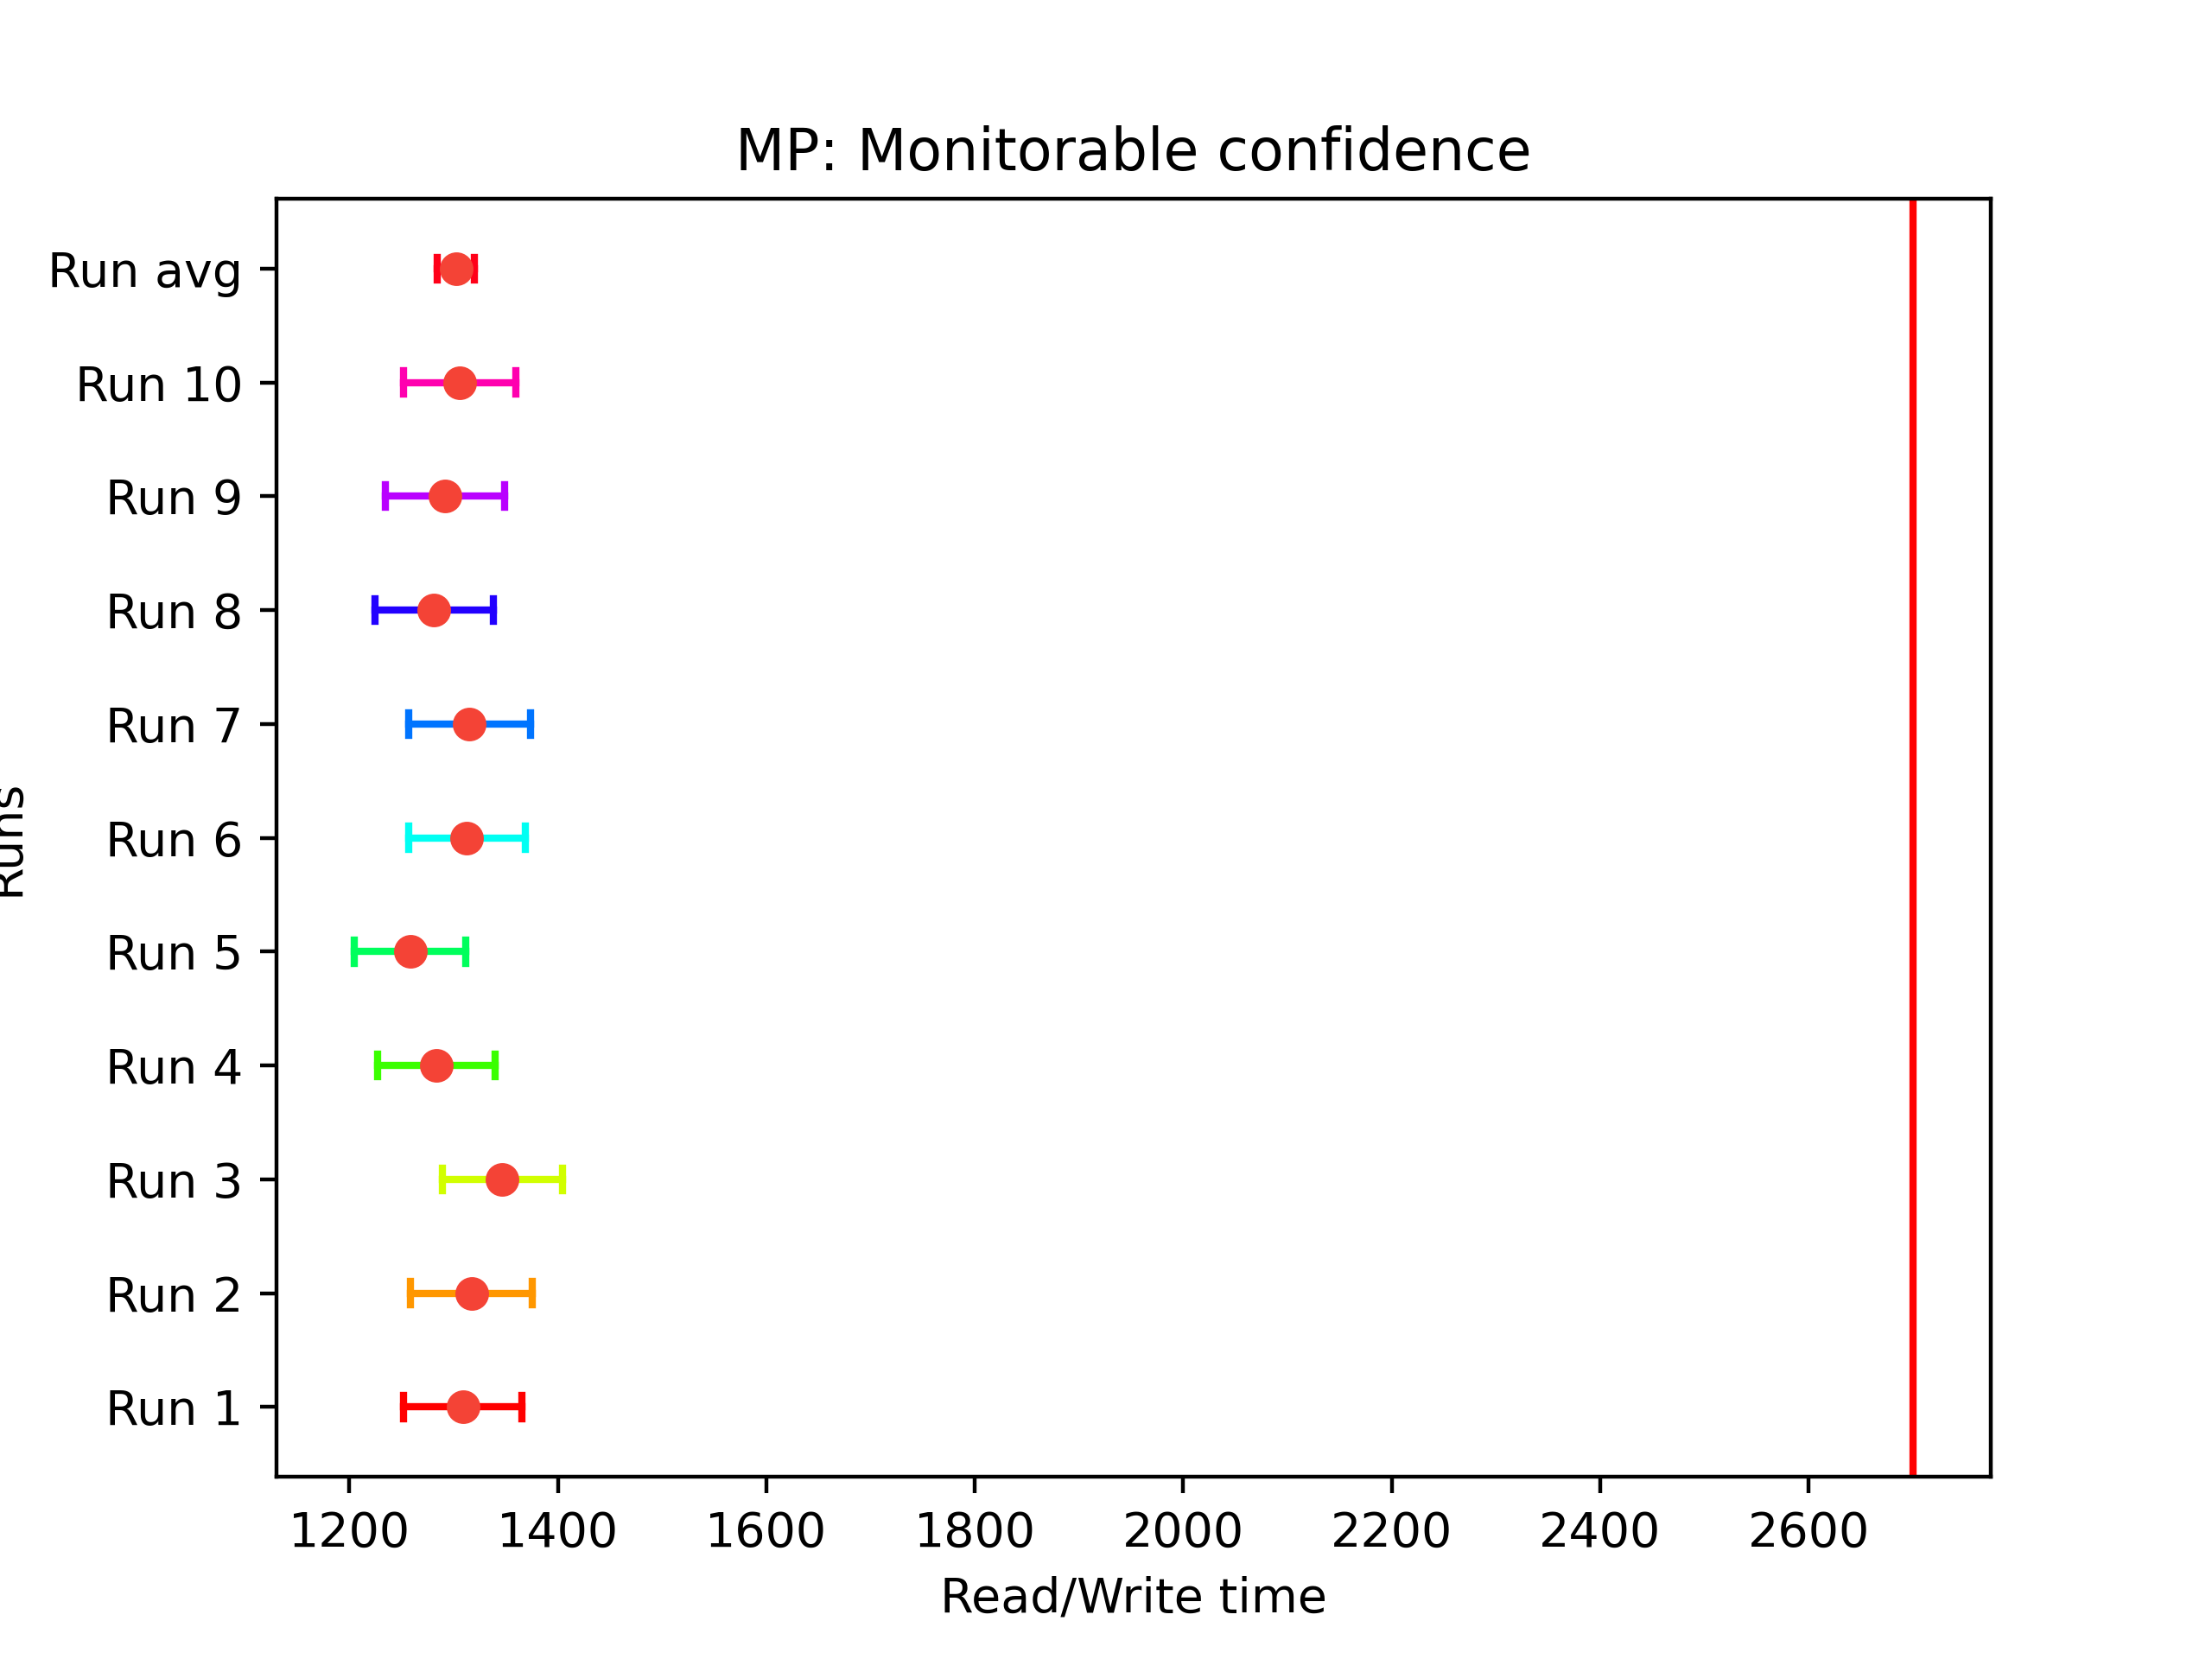 MP: Monitorable confidence
Run avg
Run 10
Run 9
Run 8
Run 7
Run 6
Run 5
Run 4
Run 3
Run 2
Run 1
Runs
1200 1400 1600 1800 2000 2200 2400 2600
Read/Write time